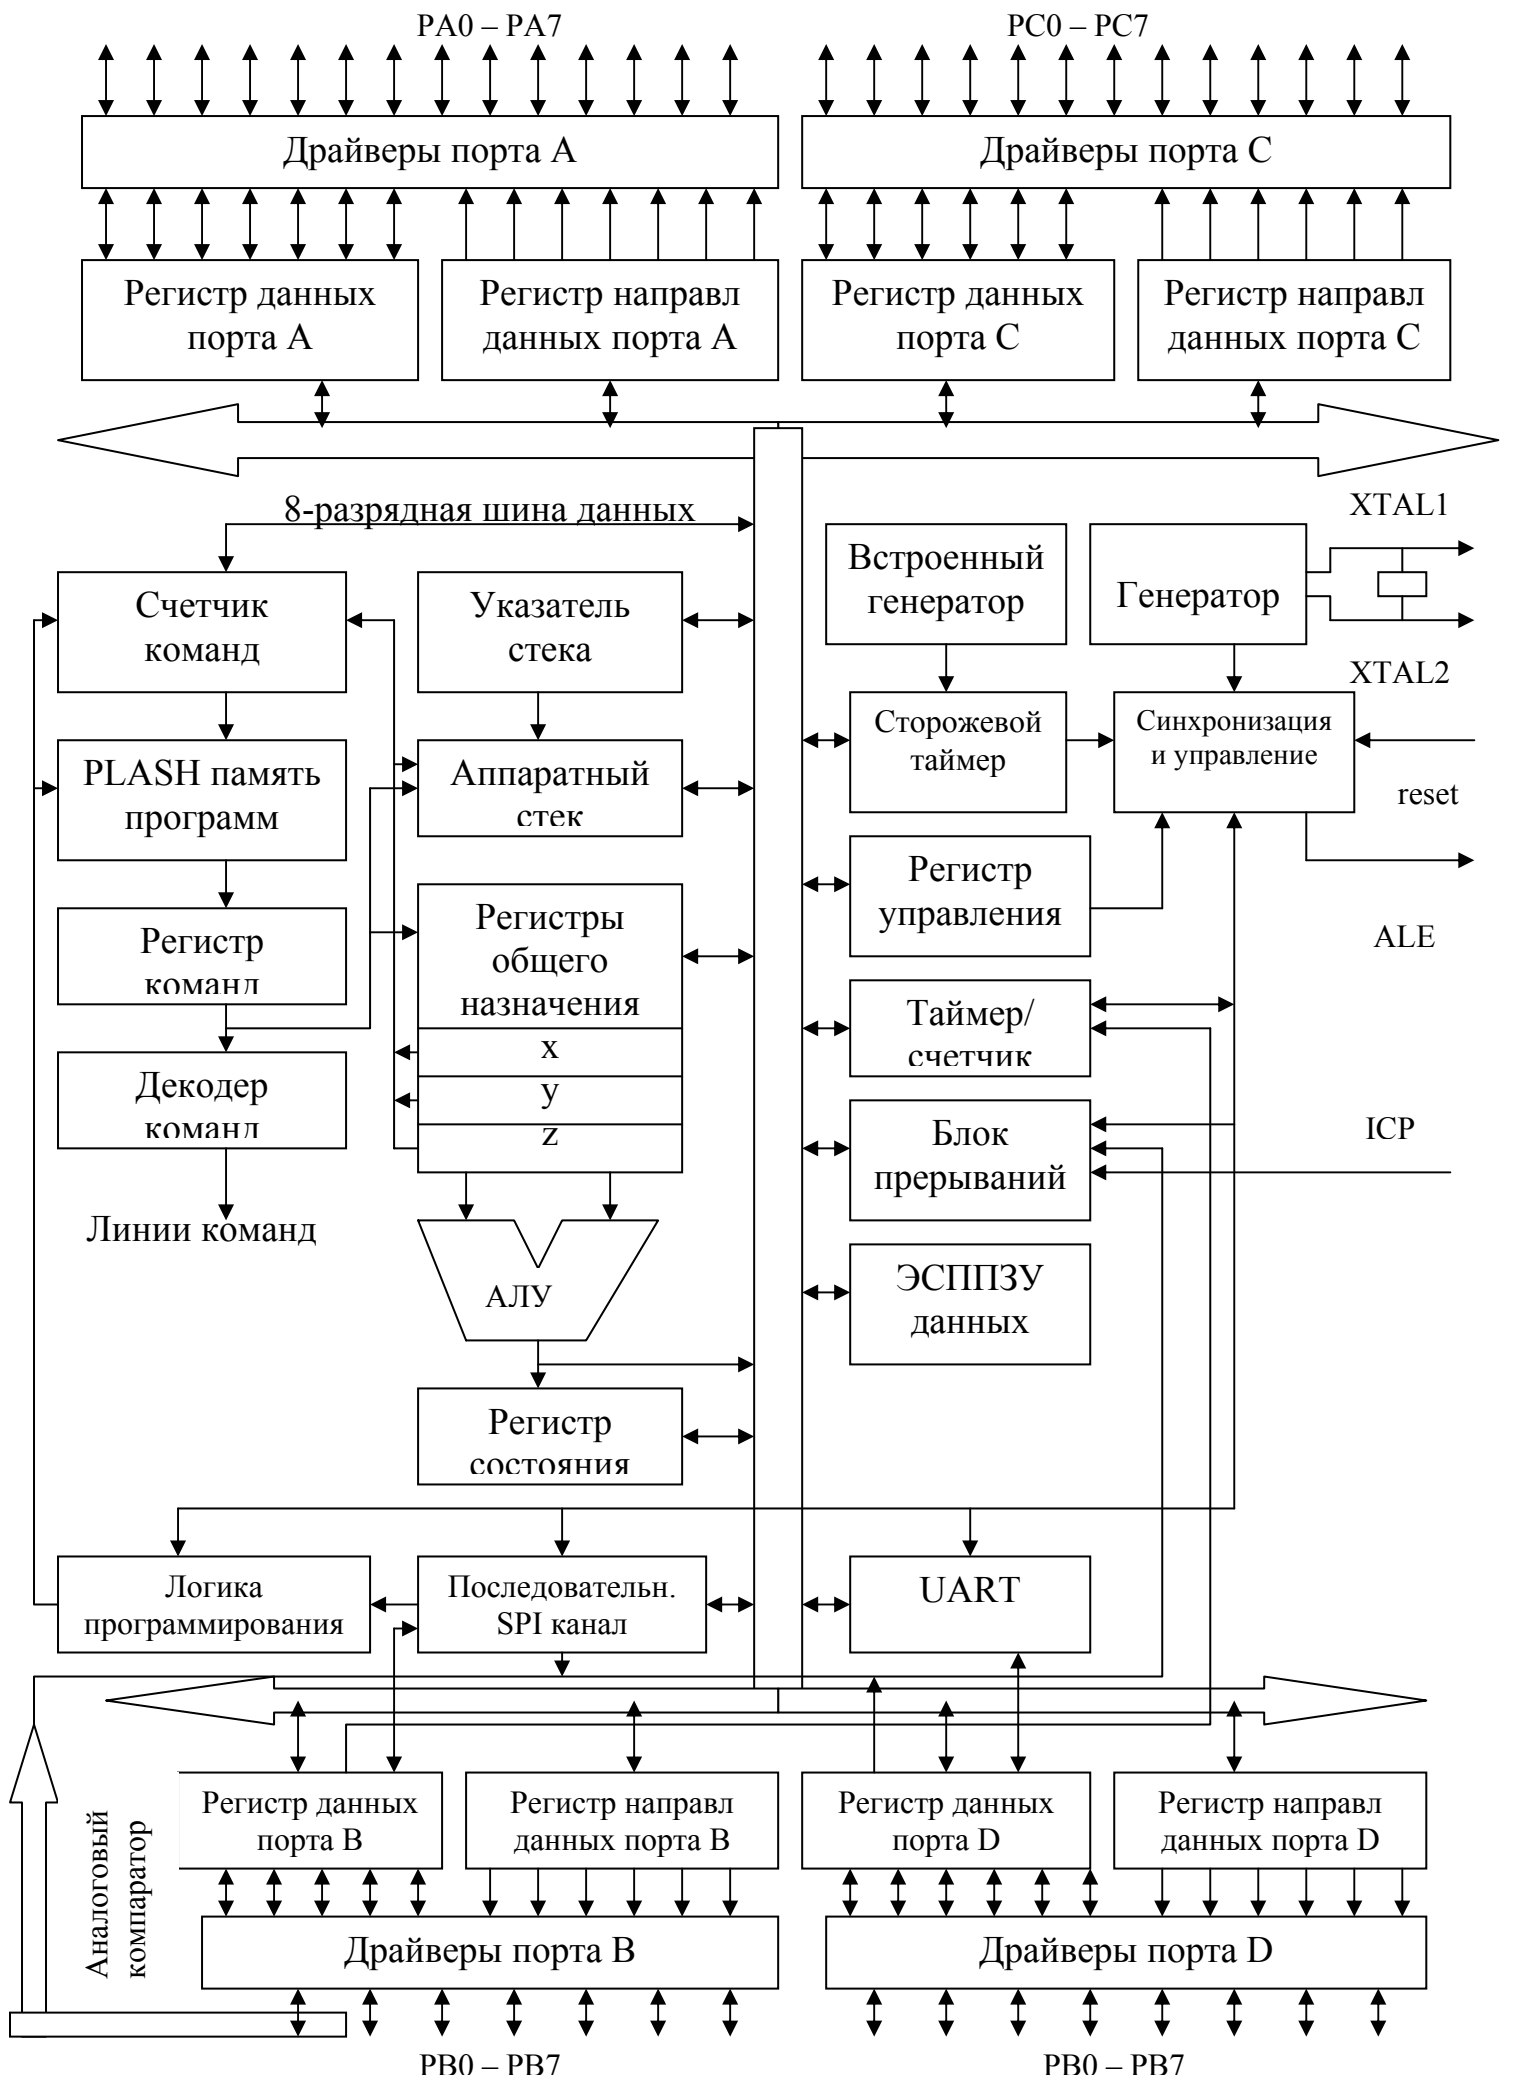 PA0 – PA7
PC0 – PC7
Драйверы порта А
Драйверы порта С
Регистр данных
порта А
Регистр направл
данных порта А
Регистр данных
порта С
Регистр направл
данных порта С
8-разрядная шина данных
XTAL1
Счетчик
команд
Указатель
стека
Встроенный
генератор
Генератор
XTAL2
PLASH память
программ
Аппаратный
стек
Сторожевой
таймер
Синхронизация
и управление
reset
Регистр
команд
Регистры
общего
назначения
x
y
z
Регистр
управления
ALE
Таймер/
счетчик
Декодер
команд
Блок
прерываний
ICP
Линии команд
АЛУ
ЭСППЗУ
данных
Регистр
состояния
Логика
программирования
Последовательн.
SPI канал
UART
Аналоговый
компаратор
Регистр данных
порта В
Регистр направл
данных порта В
Регистр данных
порта D
Регистр направл
данных порта D
Драйверы порта В
Драйверы порта D
PB0 – PB7
PB0 – PB7